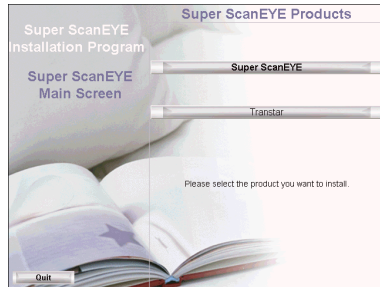 Super ScanEYE
Installation Program
Super ScanEYE
Main Screen
Super ScanEYE Products
Super ScanEYE
Transtar
Please select the product you want to install.
Quit